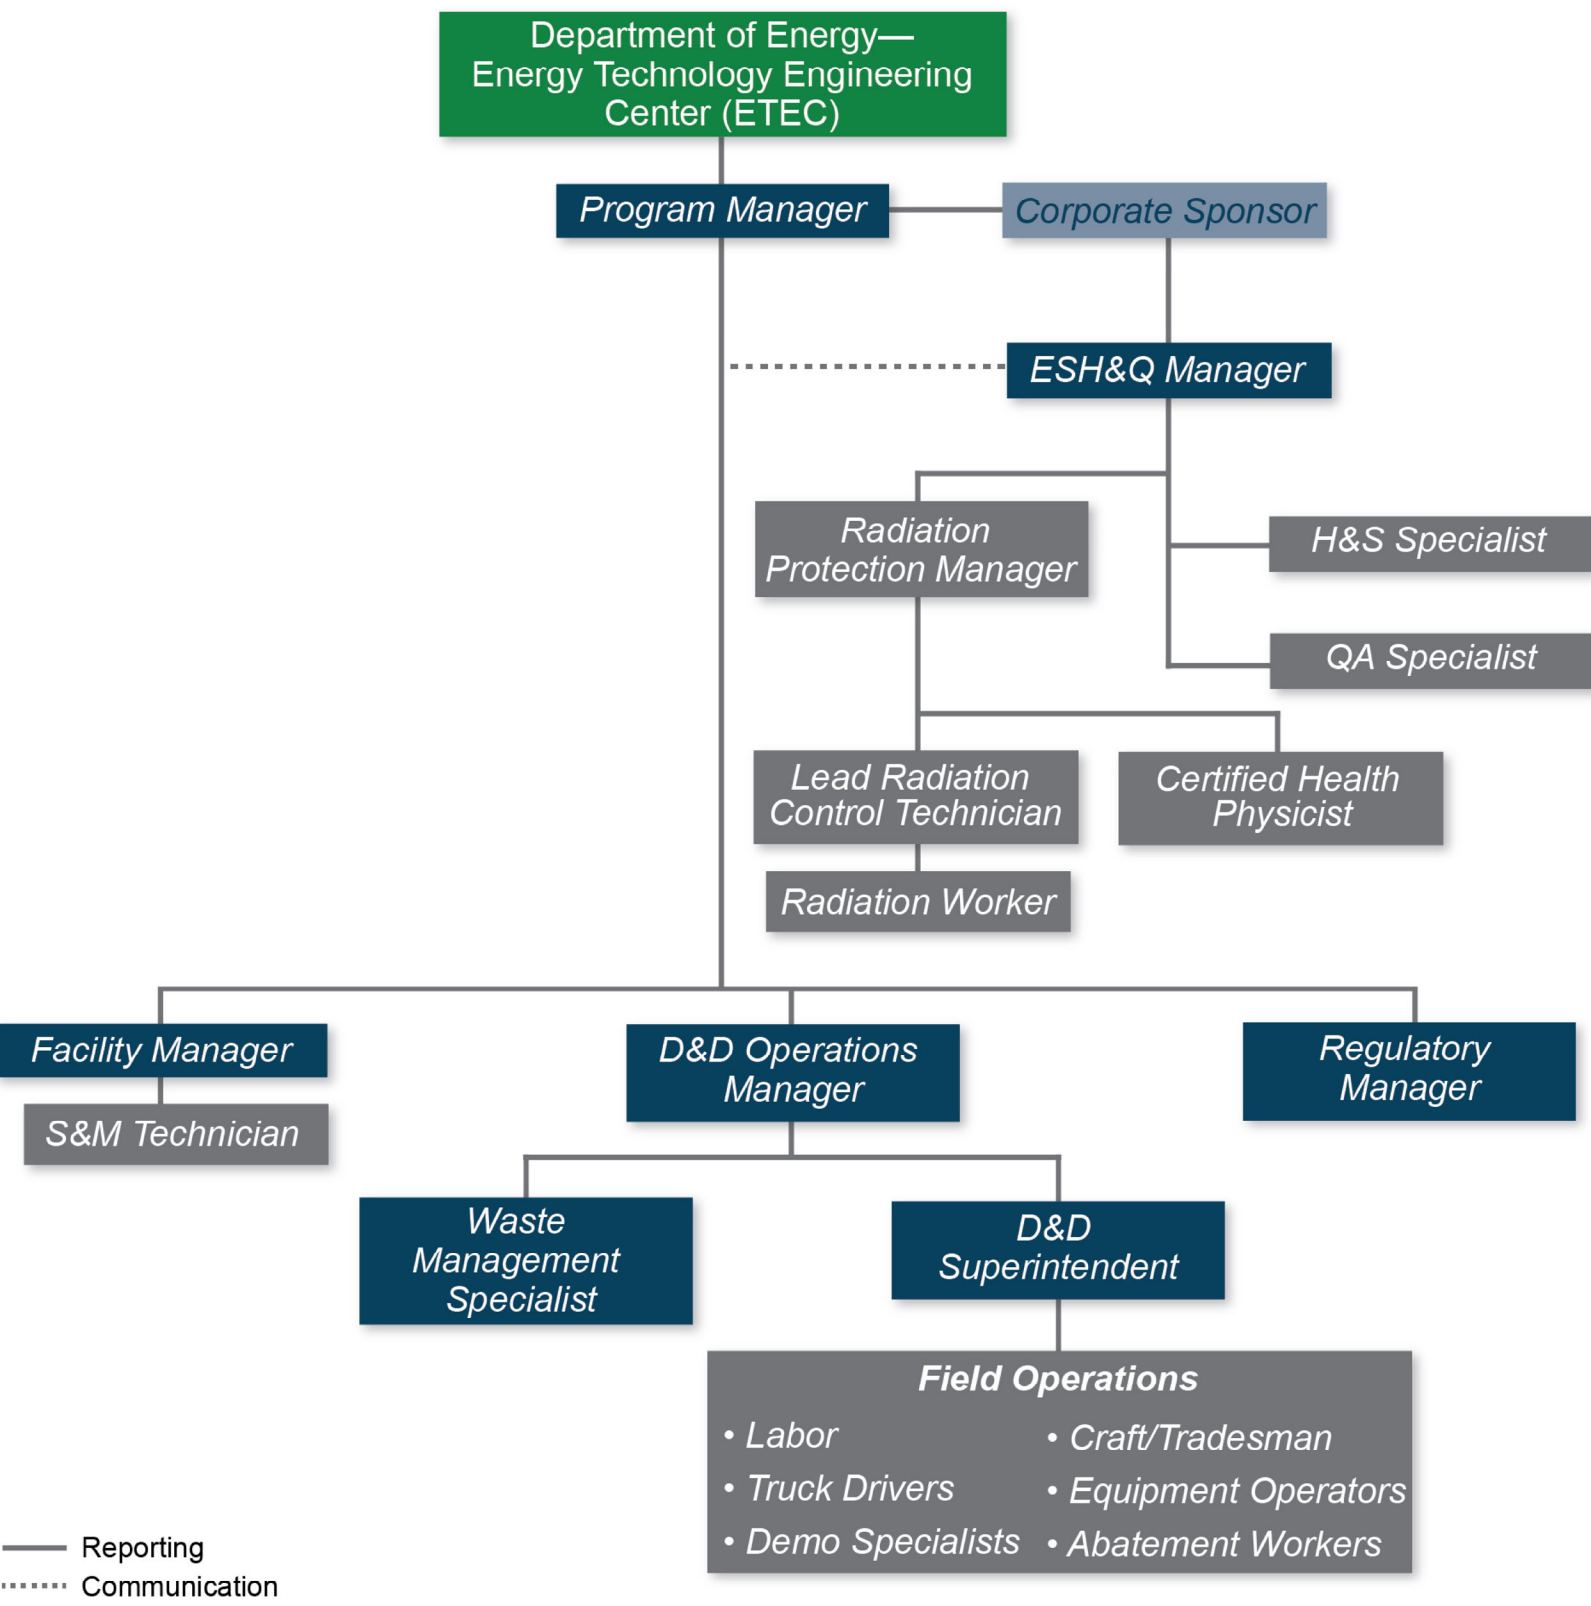 Department of Energy—
Energy Technology Engineering
Center (ETEC)
Program Manager
Corporate Sponsor
ESH&Q Manager
Radiation
Protection Manager
H&S Specialist
QA Specialist
Lead Radiation
Control Technician
Certified Health
Physicist
Radiation Worker
Facility Manager
S&M Technician
D&D Operations
Manager
Regulatory
Manager
Waste
Management
Specialist
D&D
Superintendent
Field Operations
• Labor
• Truck Drivers
• Demo Specialists
• Craft/Tradesman
• Equipment Operators
• Abatement Workers
Reporting
Communication